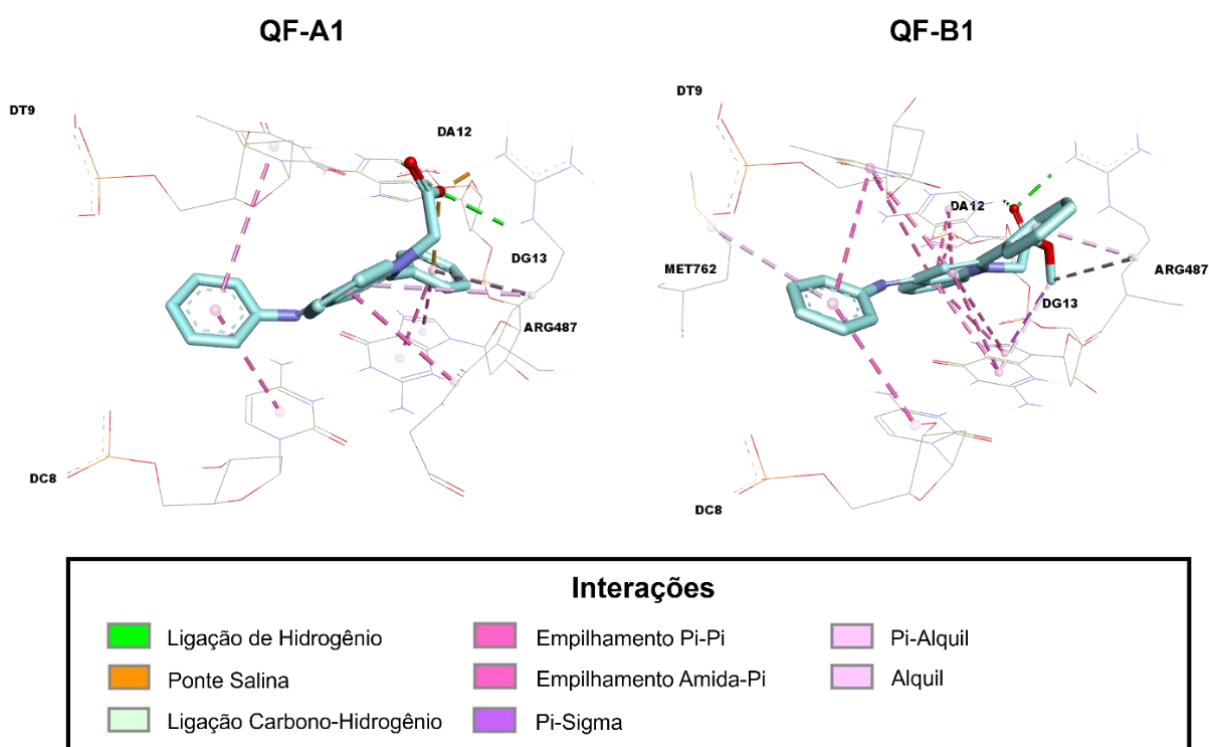 QF-A1
QF-B1
DT9
DA12
DG13
ARG487
DC8
DT9
DA12
MET762
ARG487
DG13
DC8
Interações
Ligação de Hidrogênio
Empilhamento Pi-Pi
Pi-Alquil
Ponte Salina
Empilhamento Amida-Pi
Alquil
Ligação Carbono-Hidrogênio
Pi-Sigma